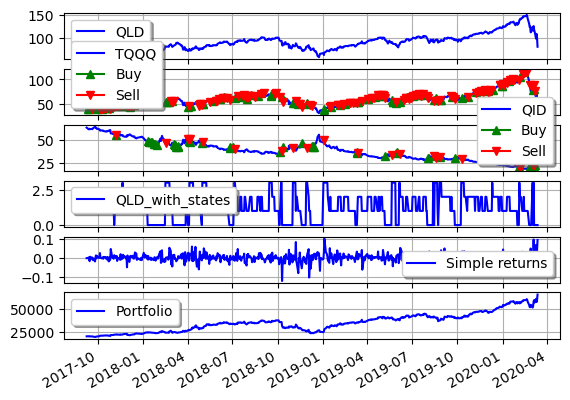 150
QLD
100
TQQQ
Buy
100
Sell
50
QID
Buy
50
Sell
25
2.5
QLD_with_states
0.0
0.1
0.0
Simple returns
−0.1
Portfolio
50000
25000
2017-10 2018-01 2018-04 2018-07 2018-10 2019-01 2019-04 2019-07 2019-10 2020-01 2020-04